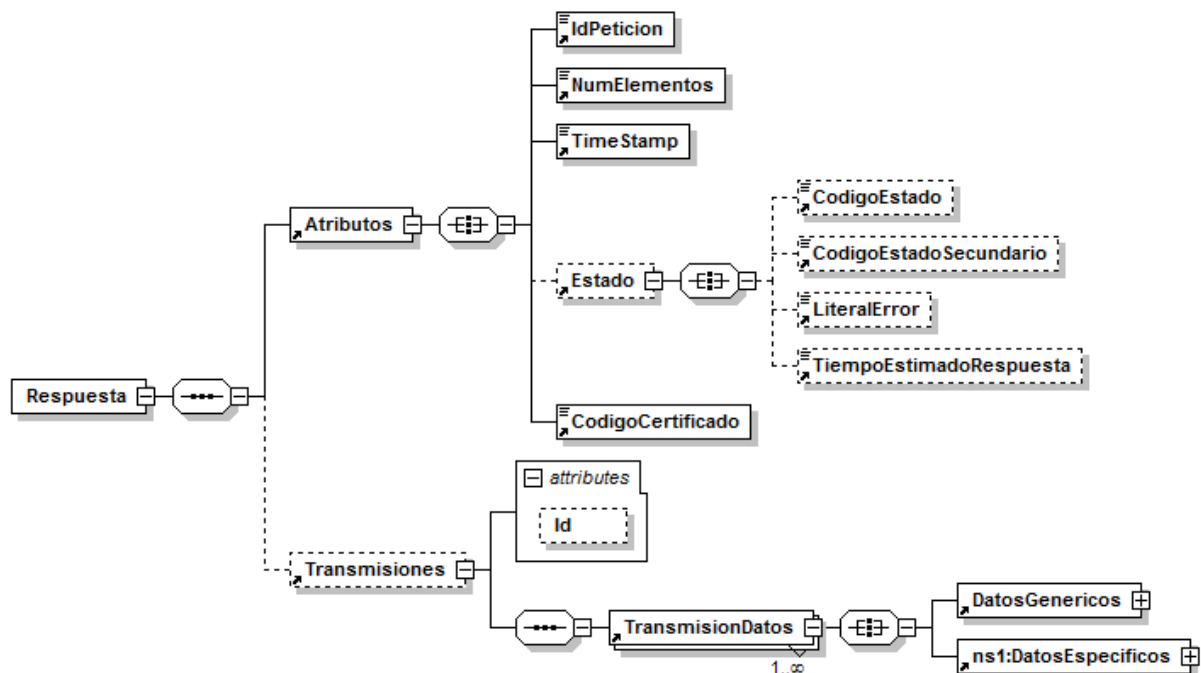 IdPeticion
NumElementos
TimeStamp
CodigoEstado
Atributos
CodigoEstadoSecundario
Estado
LiteralError
TiempoEstimadoRespuesta
Respuesta
CodigoCertificado
attributes
Id
Transmisiones
DatosGenericos
TransmisionDatos
ns1:DatosEspecificos
1..∞